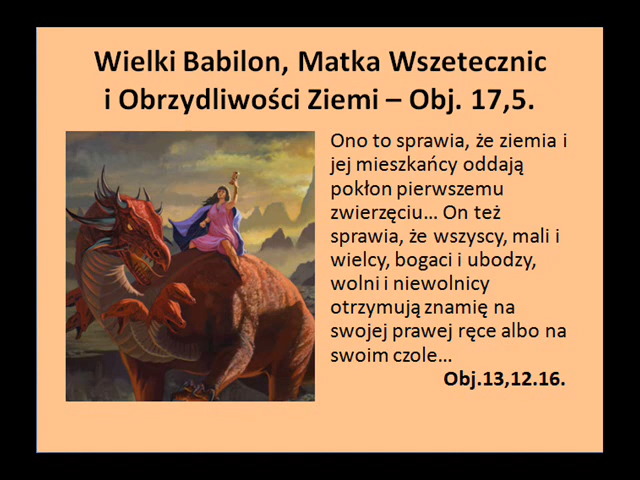 Wielki Babilon, Matka Wszetecznic
i Obrzydliwości Ziemi – Obj. 17,5.
Ono to sprawia, że ziemia i
jej mieszkańcy oddają
pokłon pierwszemu
zwierzęciu... On też
sprawia, że wszyscy, mali i
wielcy, bogaci i ubodzy,
wolni i niewolnicy
otrzymują znamię na
swojej prawej ręce albo na
swoim czole...
Obj.13,12.16.